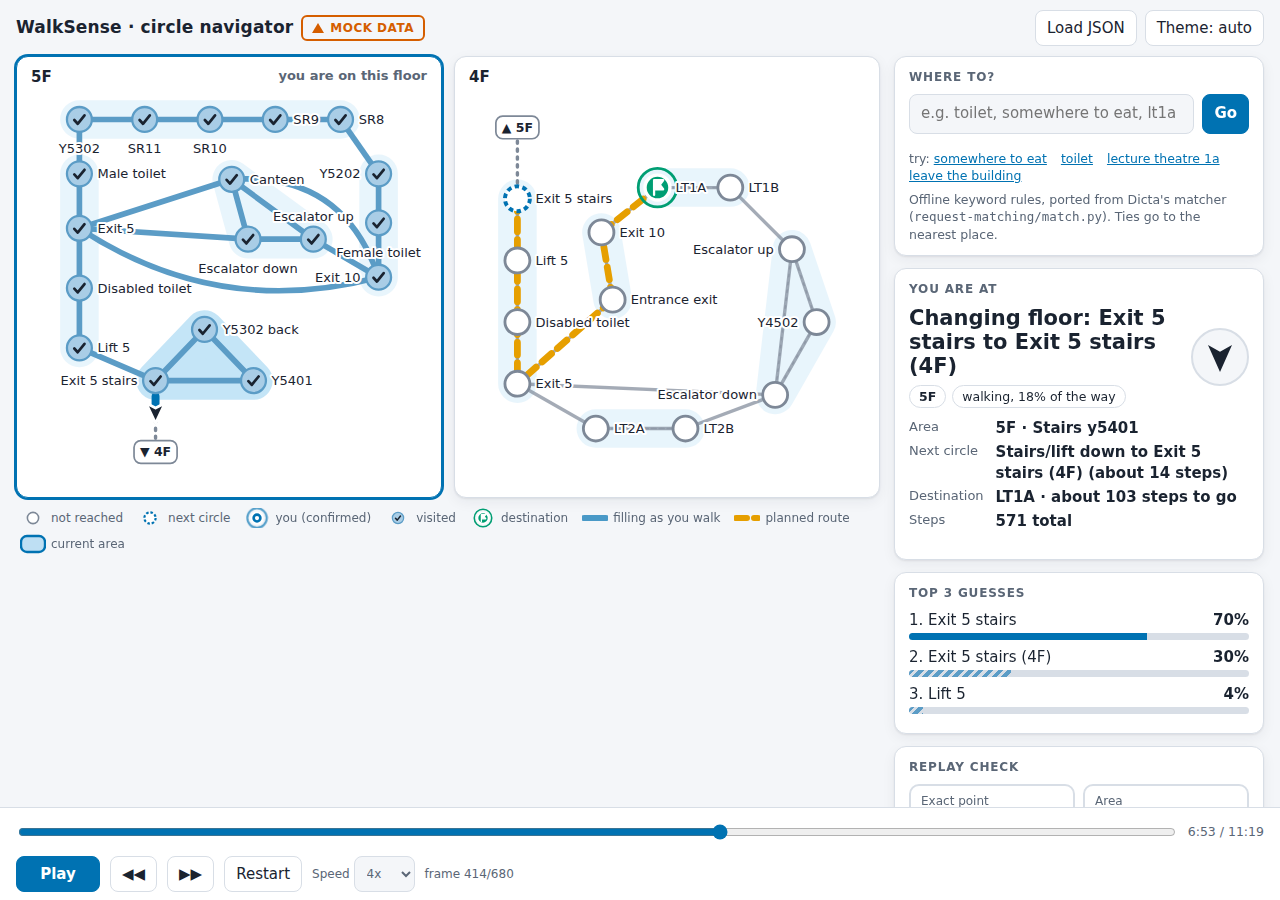 WalkSense · circle navigator
▲ MOCK DATA
Load JSON
Theme: auto
5F
you are on this floor
SR9
SR8
Y5302
SR11
SR10
Male toilet
Canteen
Y5202
Escalator up
Exit 5
Female toilet
Escalator down
Exit 10
Disabled toilet
Y5302 back
Lift 5
Exit 5 stairs
Y5401
▼ 4F
4F
▲ 5F
Exit 5 stairs
LT1A
LT1B
Exit 10
Escalator up
Lift 5
Entrance exit
Disabled toilet
Y4502
Exit 5
Escalator down
LT2A
LT2B
not reached
next circle
you (confirmed)
visited
destination
filling as you walk
planned route
current area
WHERE TO?
e.g. toilet, somewhere to eat, lt1a
Go
try: somewhere to eat toilet lecture theatre 1a
leave the building
Offline keyword rules, ported from Dicta's matcher
(request-matching/match.py). Ties go to the
nearest place.
YOU ARE AT
Changing floor: Exit 5
stairs to Exit 5 stairs
(4F)
5F
walking, 18% of the way
Area
5F · Stairs y5401
Next circle
Stairs/lift down to Exit 5
stairs (4F) (about 14 steps)
Destination
LT1A · about 103 steps to go
Steps
571 total
TOP 3 GUESSES
1. Exit 5 stairs
70%
2. Exit 5 stairs (4F)
30%
3. Lift 5
4%
REPLAY CHECK
Exact point
Area
6:53 / 11:19
Play
◀◀
▶▶
Restart
Speed
4x
frame 414/680